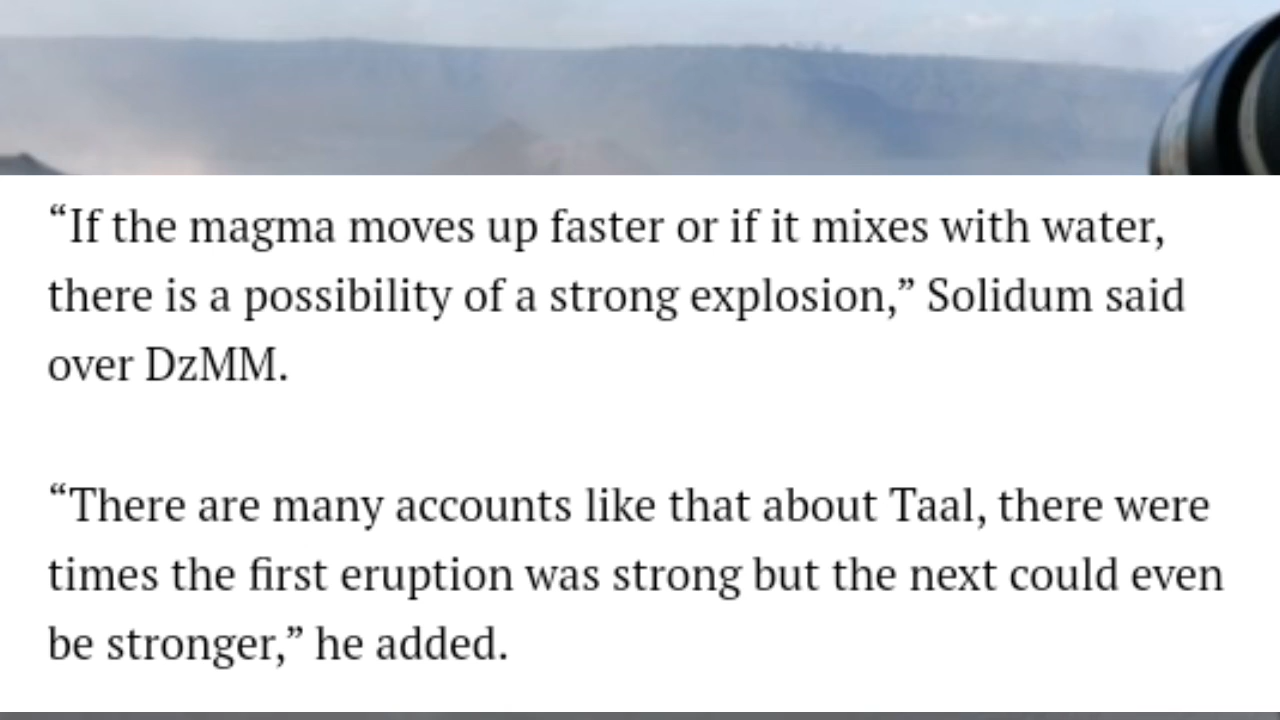 “If the magma moves up faster or if it mixes with water,
there is a possibility of a strong explosion,” Solidum said
over DzMM.
“There are many accounts like that about Taal, there were
times the first eruption was strong but the next could even
be stronger,” he added.